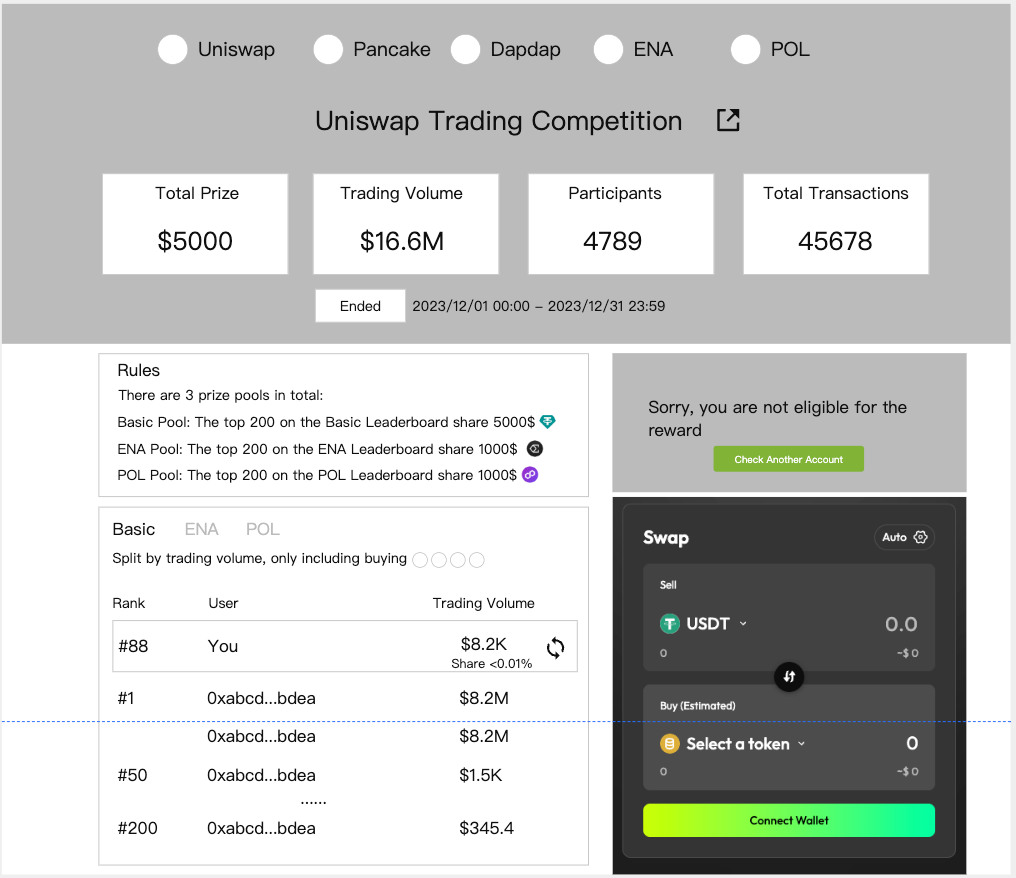 Uniswap Pancake Dapdap ENA POL
Uniswap Trading Competition
Total Prize Trading Volume Participants Total Transactions
$5000 $16.6M 4789 45678
Ended 2023/12/01 00:00 – 2023/12/31 23:59
Rules
There are 3 prize pools in total:
Basic Pool: The top 200 on the Basic Leaderboard share 5000$
ENA Pool: The top 200 on the ENA Leaderboard share 1000$
POL Pool: The top 200 on the POL Leaderboard share 1000$
Basic ENA POL
Split by trading volume, only including buying
Rank User Trading Volume
#88 You $8.2K
Share <0.01%
#1 0xabcd...bdea $8.2M
0xabcd...bdea $8.2M
#50 0xabcd...bdea $1.5K
......
#200 0xabcd...bdea $345.4
Sorry, you are not eligible for the
reward
Check Another Account
Swap Auto
Sell
USDT 0.0
0 ~$ 0
Buy (Estimated)
Select a token 0
0 ~$ 0
Connect Wallet